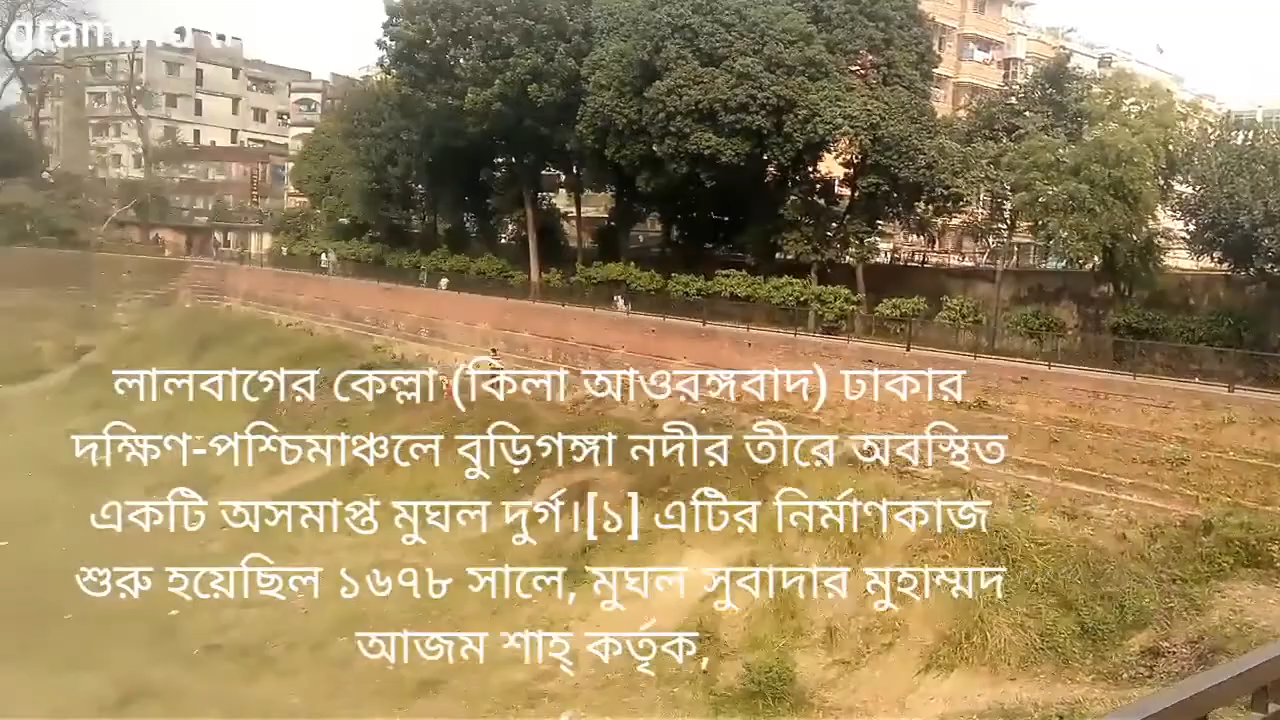 লালবাগের কেল্লা (কিলা আওরঙ্গবাদ) ঢাকার
দক্ষিণ-পশ্চিমাঞ্চলে বুড়িগঙ্গা নদীর তীরে অবস্থিত
একটি অসমাপ্ত মুঘল দুর্গ।[১] এটির নির্মাণকাজ
শুরু হয়েছিল ১৬৭৮ সালে, মুঘল সুবাদার মুহাম্মদ
আজম শাহ্ কর্তৃক,